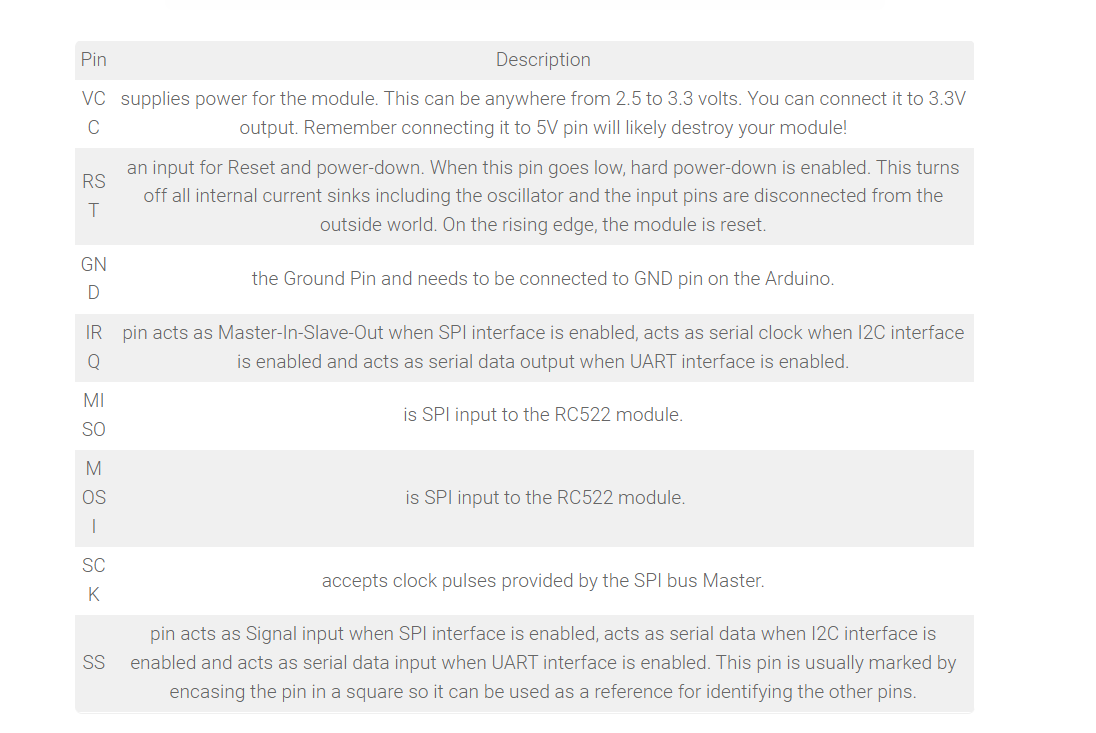 Pin Description
VC
C
supplies power for the module. This can be anywhere from 2.5 to 3.3 volts. You can connect it to 3.3V
output. Remember connecting it to 5V pin will likely destroy your module!
RS
T
an input for Reset and power-down. When this pin goes low, hard power-down is enabled. This turns
off all internal current sinks including the oscillator and the input pins are disconnected from the
outside world. On the rising edge, the module is reset.
GN
D
the Ground Pin and needs to be connected to GND pin on the Arduino.
IR
Q
pin acts as Master-In-Slave-Out when SPI interface is enabled, acts as serial clock when I2C interface
is enabled and acts as serial data output when UART interface is enabled.
MI
SO
is SPI input to the RC522 module.
M
OS
I
is SPI input to the RC522 module.
SC
K
accepts clock pulses provided by the SPI bus Master.
SS
pin acts as Signal input when SPI interface is enabled, acts as serial data when I2C interface is
enabled and acts as serial data input when UART interface is enabled. This pin is usually marked by
encasing the pin in a square so it can be used as a reference for identifying the other pins.